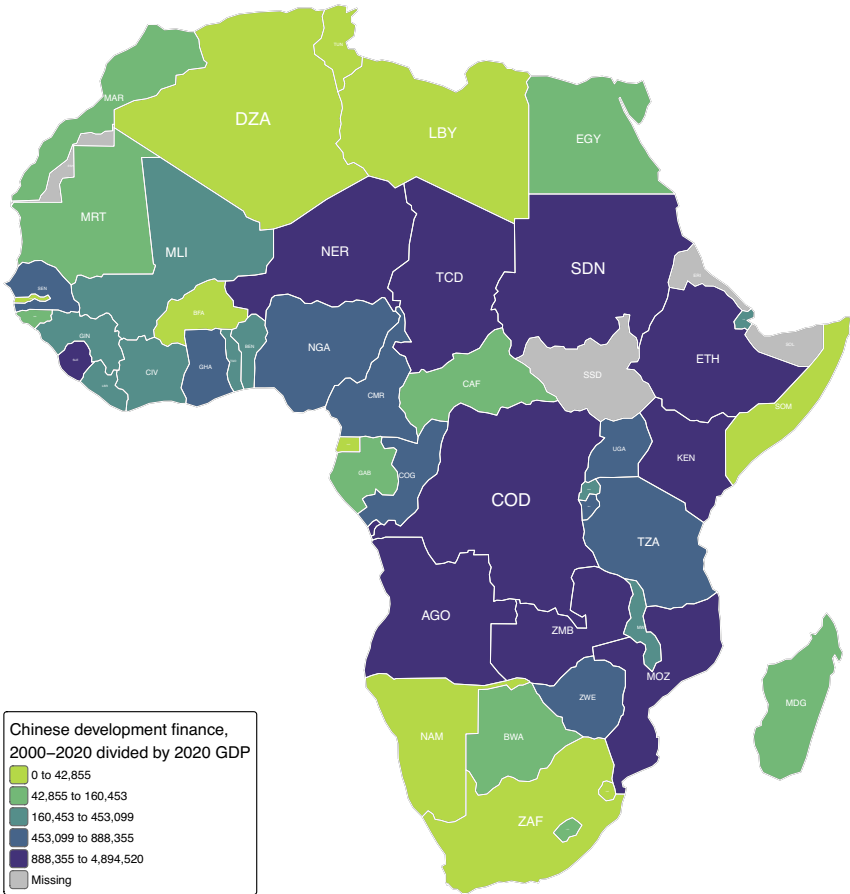 TUN
MAR
DZA
LBY
EGY
MRT
MLI
NER
TCD
SDN
SEN
BFA
GIN
NGA
BEN
CIV
GHA
ETH
SSD
CAF
CMR
SOM
KEN
UGA
GAB
COG
COD
TZA
AGO
ZMB
MOZ
ZWE
MDG
NAM
BWA
ZAF
Chinese development finance,
2000−2020 divided by 2020 GDP
0 to 42,855
42,855 to 160,453
160,453 to 453,099
453,099 to 888,355
888,355 to 4,894,520
Missing